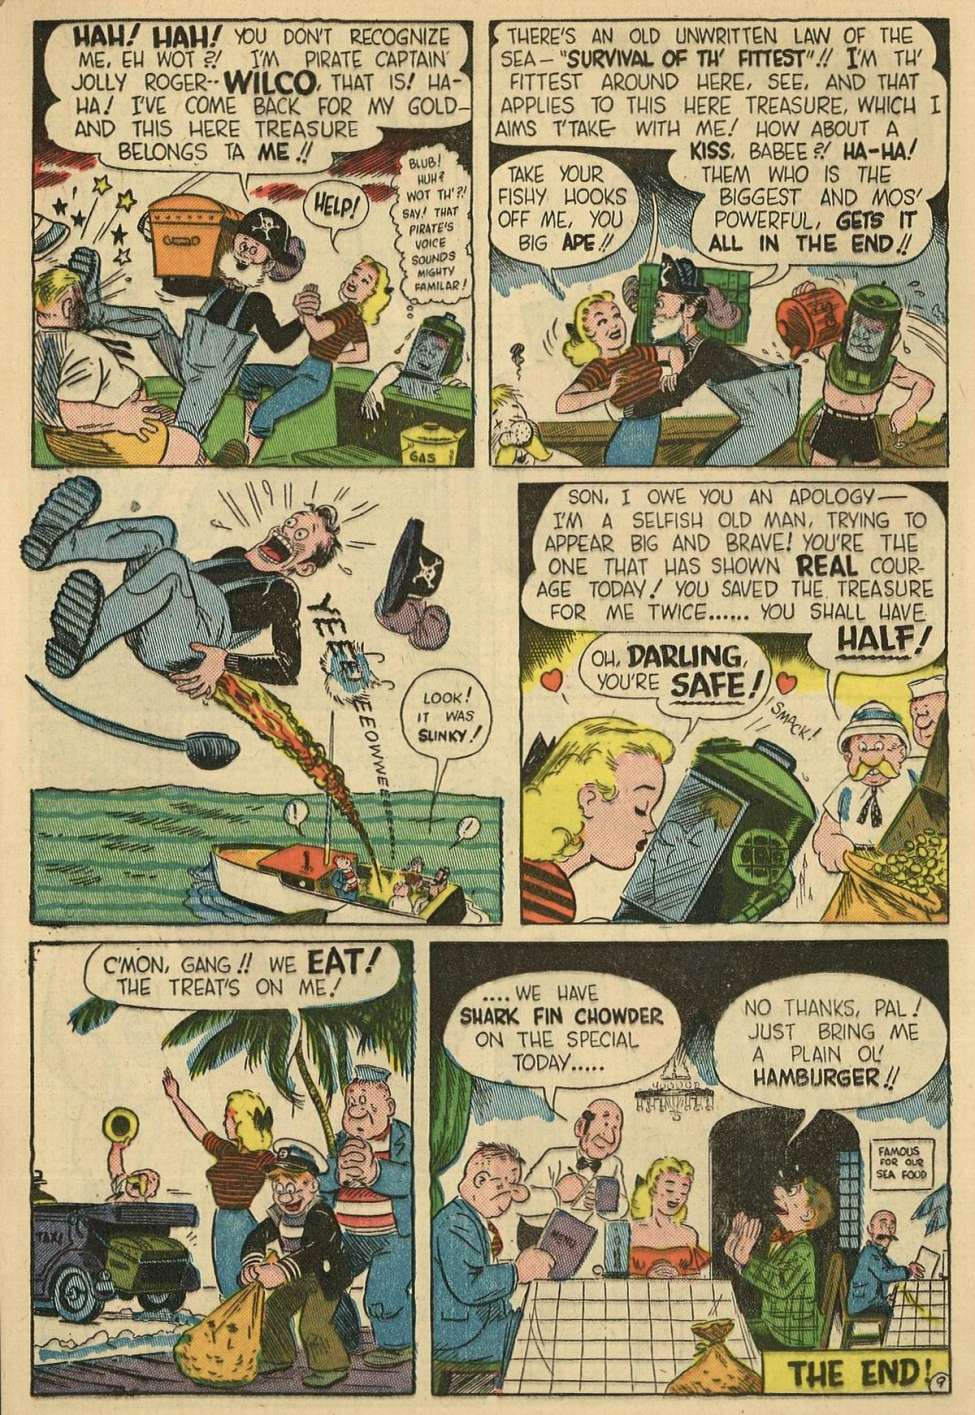 HAH! HAH! YOU DON'T RECOGNIZE
ME, EH WOT?! I'M PIRATE CAPTAIN
JOLLY ROGER-- WILCO, THAT IS! HA-
HA! I'VE COME BACK FOR MY GOLD—
AND THIS HERE TREASURE
BELONGS TA ME!!
HELP!
BLUB!
HUH?
WOT TH'?!
SAY! THAT
PIRATE'S
VOICE
SOUNDS
MIGHTY
FAMILAR!
GAS
THERE'S AN OLD UNWRITTEN LAW OF THE
SEA— "SURVIVAL OF TH' FITTEST"!! I'M TH'
FITTEST AROUND HERE, SEE, AND THAT
APPLIES TO THIS HERE TREASURE, WHICH I
AIMS T'TAKE- WITH ME! HOW ABOUT A
KISS, BABEE?! HA-HA!
THEM WHO IS THE
BIGGEST AND MOS'
POWERFUL, GETS IT
ALL IN THE END!!
TAKE YOUR
FISHY HOOKS
OFF ME, YOU
BIG APE!!
YEEEEEEEOWWEEEEEEEE
LOOK!
IT WAS
SLINKY!
!
!
1
SON, I OWE YOU AN APOLOGY—
I'M A SELFISH OLD MAN, TRYING TO
APPEAR BIG AND BRAVE! YOU'RE THE
ONE THAT HAS SHOWN REAL COUR-
AGE TODAY! YOU SAVED THE TREASURE
FOR ME TWICE...... YOU SHALL HAVE
HALF!
OH, DARLING,
YOU'RE SAFE!
SMACK!
C'MON, GANG!! WE EAT!
THE TREAT'S ON ME!
TAXI
....WE HAVE
SHARK FIN CHOWDER
ON THE SPECIAL
TODAY.....
NO THANKS, PAL!
JUST BRING ME
A PLAIN OL'
HAMBURGER!!
FAMOUS
FOR OUR
SEA FOOD
MENU
THE END!
9